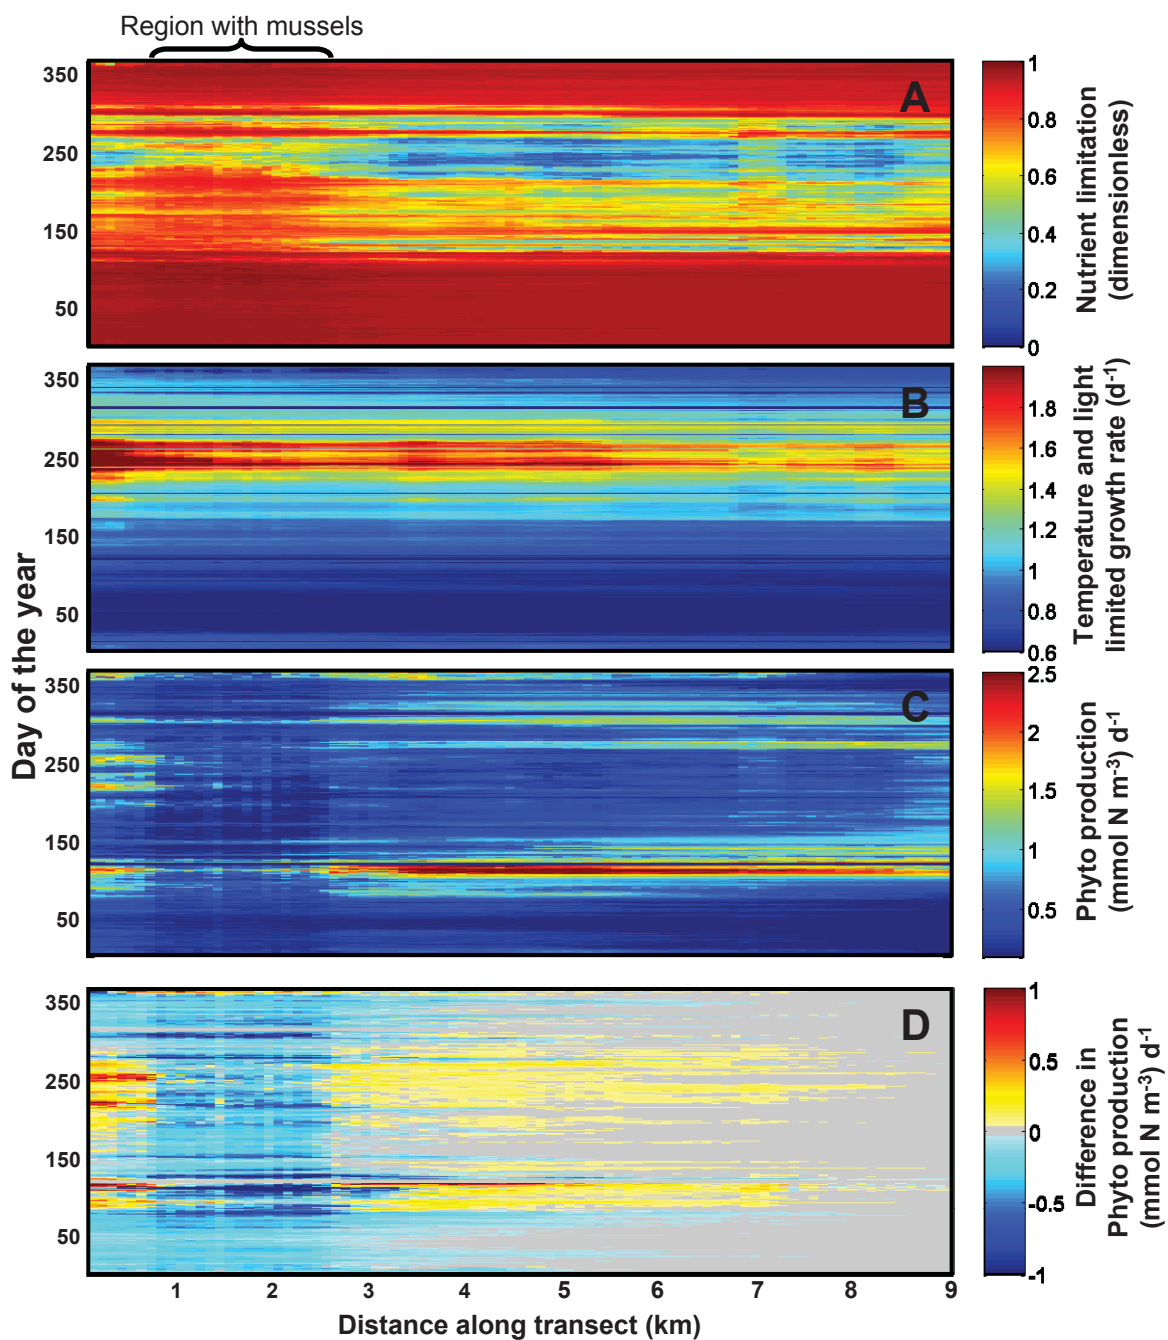 Region with mussels
Day of the year
350
250
150
50
A
1
0.8
0.6
0.4
0.2
0
Nutrient limitation
(dimensionless)
350
250
150
50
B
1.8
1.6
1.4
1.2
1
0.8
0.6
Temperature and light
limited growth rate (d⁻¹)
350
250
150
50
C
2.5
2
1.5
1
0.5
Phyto production
(mmol N m⁻³) d⁻¹
350
250
150
50
D
1
0.5
0
-0.5
-1
Difference in
Phyto production
(mmol N m⁻³) d⁻¹
1 2 3 4 5 6 7 8 9
Distance along transect (km)